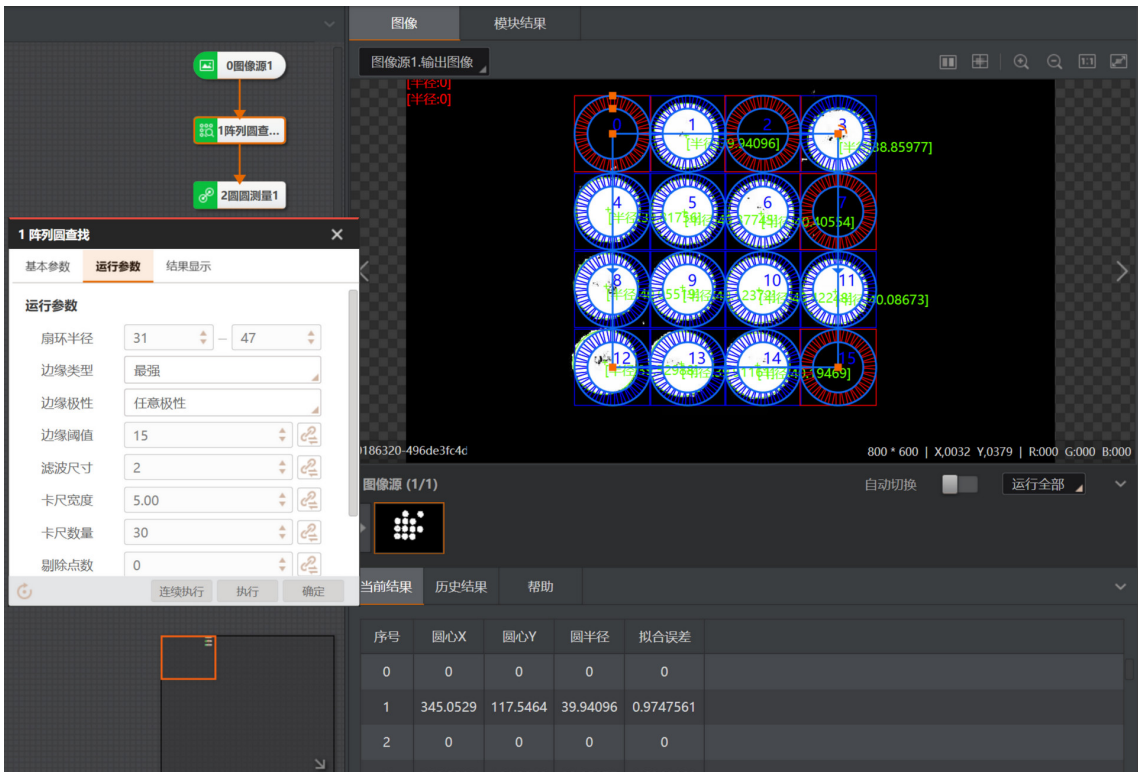 图像
模块结果
图像源1.输出图像
1:1
0图像源1
1阵列圆查...
2圆圆测量1
[半径:0]
[半径:0]
0
1
2
3
[半径:39.94096]
[半径:38.85977]
4
5
6
7
40.40554]
8
9
10
11
40.08673]
12
13
14
15
40.19469]
1 阵列圆查找
基本参数 运行参数 结果显示
运行参数
扇环半径 31 – 47
边缘类型 最强
边缘极性 任意极性
边缘阈值 15
滤波尺寸 2
卡尺宽度 5.00
卡尺数量 30
剔除点数 0
连续执行 执行 确定
0186320-496de3fc4d
800 * 600 | X,0032 Y,0379 | R:000 G:000 B:000
图像源 (1/1)
自动切换
运行全部
当前结果 历史结果 帮助
序号 圆心X 圆心Y 圆半径 拟合误差
0 0 0 0 0
1 345.0529 117.5464 39.94096 0.9747561
2 0 0 0 0